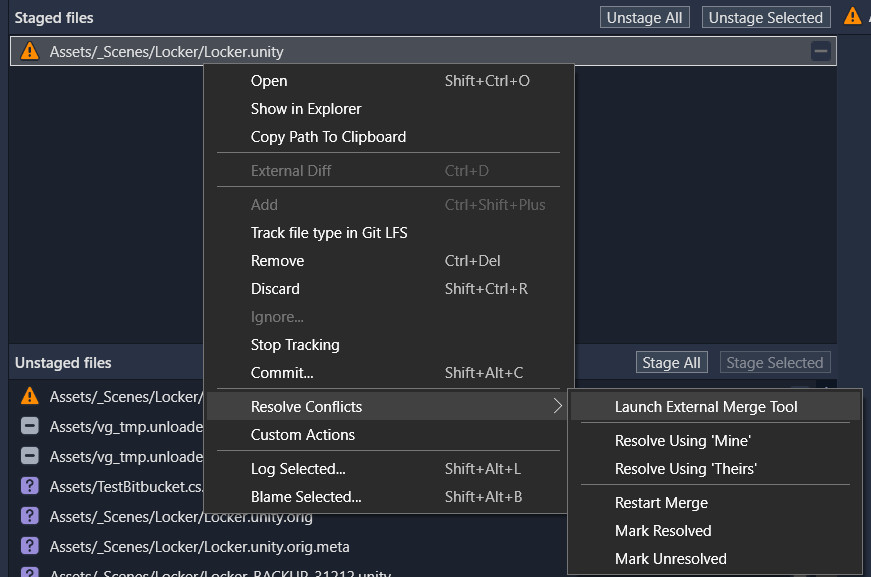 Staged files
Unstage All
Unstage Selected
Assets/_Scenes/Locker/Locker.unity
Open Shift+Ctrl+O
Show in Explorer
Copy Path To Clipboard
External Diff Ctrl+D
Add Ctrl+Shift+Plus
Track file type in Git LFS
Remove Ctrl+Del
Discard Shift+Ctrl+R
Ignore...
Stop Tracking
Commit... Shift+Alt+C
Resolve Conflicts
Custom Actions
Log Selected... Shift+Alt+L
Blame Selected... Shift+Alt+B
Launch External Merge Tool
Resolve Using 'Mine'
Resolve Using 'Theirs'
Restart Merge
Mark Resolved
Mark Unresolved
Unstaged files
Stage All
Stage Selected
Assets/_Scenes/Locker/
Assets/vg_tmp.unloade
Assets/vg_tmp.unloade
Assets/TestBitbucket.cs
Assets/_Scenes/Locker/Locker.unity.orig
Assets/_Scenes/Locker/Locker.unity.orig.meta
Assets/_Scenes/Locker/Locker_BACKUP_31212.unity